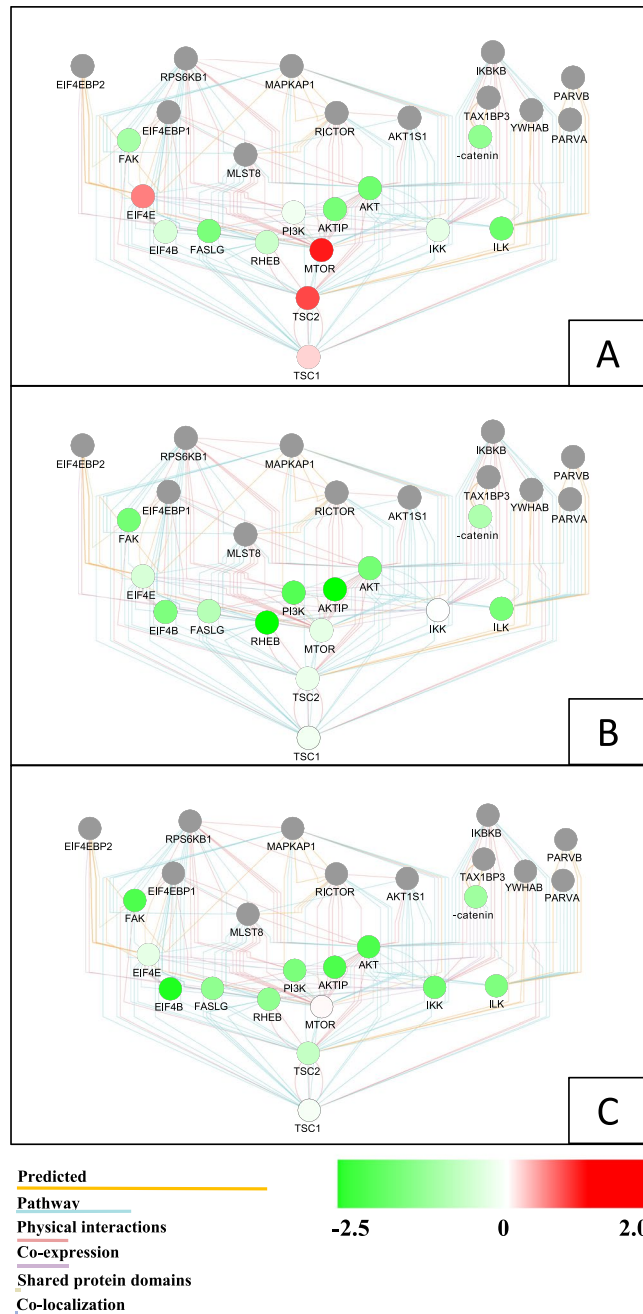 EIF4EBP2
RPS6KB1
MAPKAP1
IKBKB
PARVB
EIF4EBP1
RICTOR
AKT1S1
TAX1BP3
YWHAB
PARVA
FAK
MLST8
-catenin
EIF4E
PI3K
AKTIP
AKT
EIF4B
FASLG
RHEB
MTOR
IKK
ILK
TSC2
TSC1
A
EIF4EBP2
RPS6KB1
MAPKAP1
IKBKB
PARVB
EIF4EBP1
RICTOR
AKT1S1
TAX1BP3
YWHAB
PARVA
FAK
MLST8
-catenin
EIF4E
PI3K
AKTIP
AKT
EIF4B
FASLG
RHEB
MTOR
IKK
ILK
TSC2
TSC1
B
EIF4EBP2
RPS6KB1
MAPKAP1
IKBKB
PARVB
EIF4EBP1
RICTOR
AKT1S1
TAX1BP3
YWHAB
PARVA
FAK
MLST8
-catenin
EIF4E
PI3K
AKTIP
AKT
EIF4B
FASLG
RHEB
MTOR
IKK
ILK
TSC2
TSC1
C
Predicted
Pathway
Physical interactions
Co-expression
Shared protein domains
Co-localization
-2.5 0 2.0